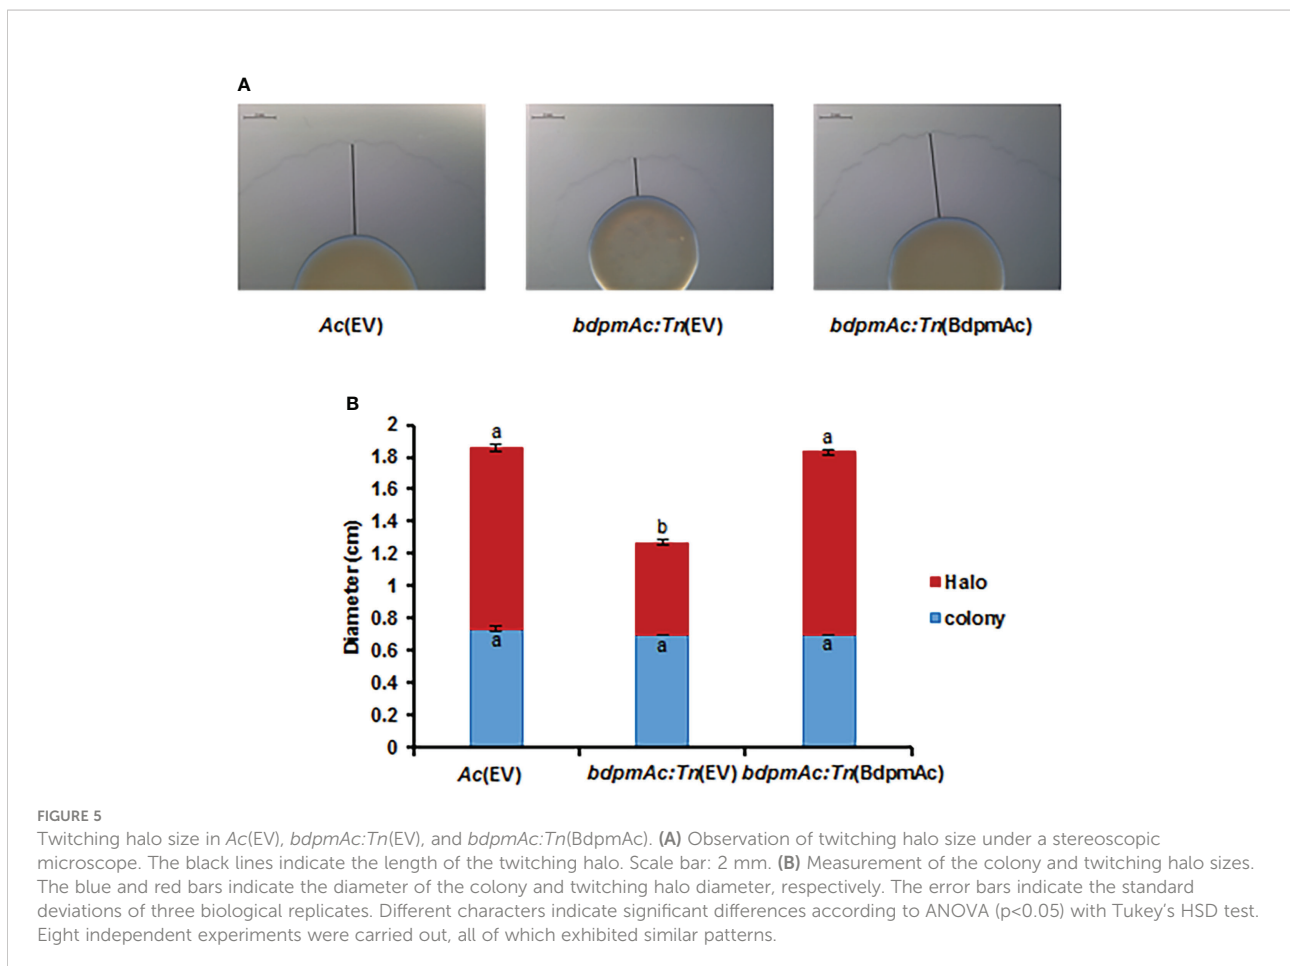 A
Ac(EV)
bdpmAc:Tn(EV)
bdpmAc:Tn(BdpmAc)
B
Diameter (cm)
2
1.8
1.6
1.4
1.2
1
0.8
0.6
0.4
0.2
0
a
b
a
a
a
a
Halo
colony
Ac(EV)
bdpmAc:Tn(EV)
bdpmAc:Tn(BdpmAc)
FIGURE 5
Twitching halo size in Ac(EV), bdpmAc:Tn(EV), and bdpmAc:Tn(BdpmAc). (A) Observation of twitching halo size under a stereoscopic
microscope. The black lines indicate the length of the twitching halo. Scale bar: 2 mm. (B) Measurement of the colony and twitching halo sizes.
The blue and red bars indicate the diameter of the colony and twitching halo diameter, respectively. The error bars indicate the standard
deviations of three biological replicates. Different characters indicate significant differences according to ANOVA (p<0.05) with Tukey's HSD test.
Eight independent experiments were carried out, all of which exhibited similar patterns.